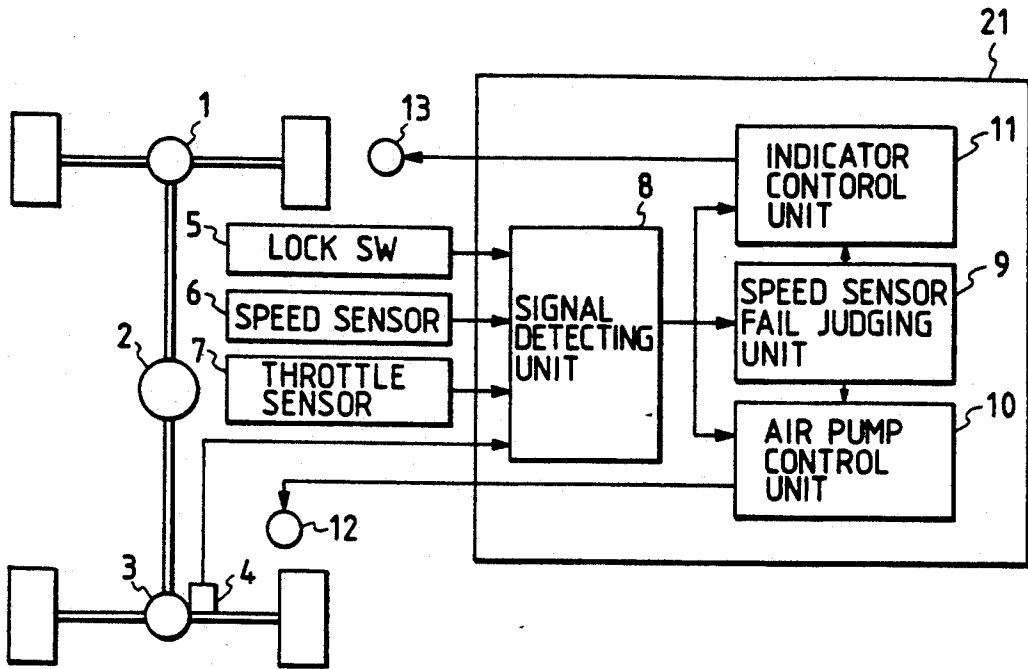 21
1
13
11
INDICATOR
CONTOROL
UNIT
8
5
LOCK SW
9
6
SPEED SENSOR
SIGNAL
DETECTING
UNIT
SPEED SENSOR
FAIL JUDGING
UNIT
2
7
THROTTLE
SENSOR
10
AIR PUMP
CONTROL
UNIT
12
3
4